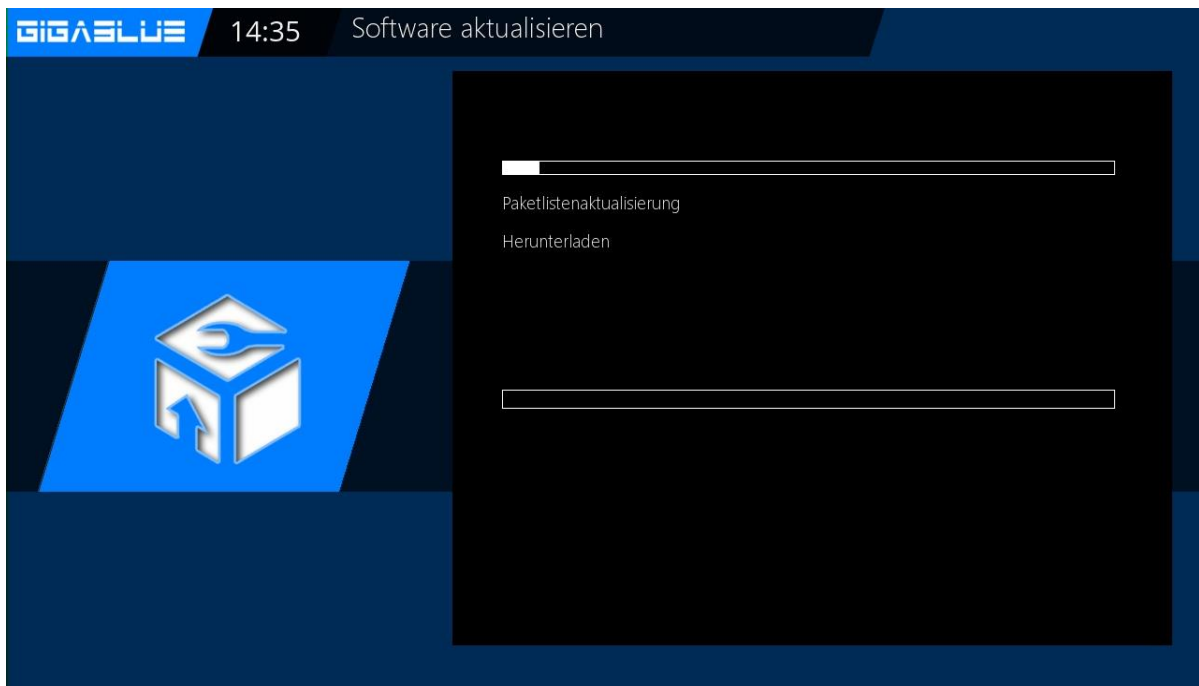 GIGABLUE
14:35
Software aktualisieren
Paketlistenaktualisierung
Herunterladen